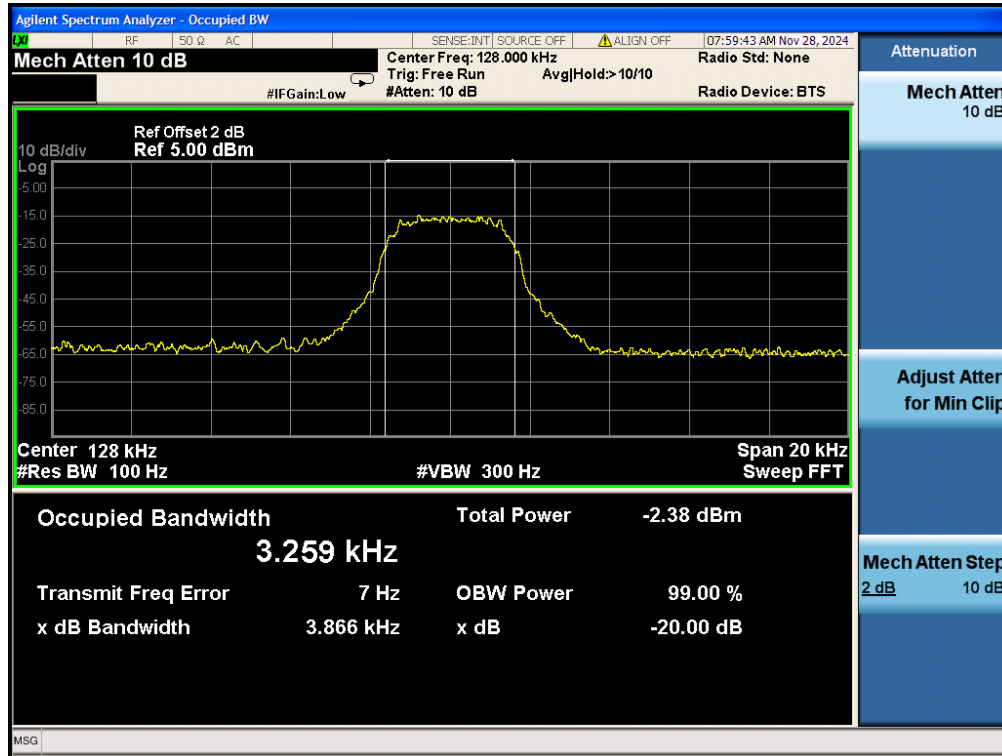 Agilent Spectrum Analyzer - Occupied BW
LXI RF 50 Ω AC SENSE:INT SOURCE OFF ALIGN OFF 07:59:43 AM Nov 28, 2024
Mech Atten 10 dB
Center Freq: 128.000 kHz
Radio Std: None
Trig: Free Run
Avg|Hold:>10/10
#IFGain:Low
#Atten: 10 dB
Radio Device: BTS
Ref Offset 2 dB
10 dB/div
Ref 5.00 dBm
Log
-5.00
-15.0
-25.0
-35.0
-45.0
-55.0
-65.0
-75.0
-85.0
Center 128 kHz
Span 20 kHz
#Res BW 100 Hz
#VBW 300 Hz
Sweep FFT
Occupied Bandwidth
Total Power
-2.38 dBm
3.259 kHz
Transmit Freq Error
7 Hz
OBW Power
99.00 %
x dB Bandwidth
3.866 kHz
x dB
-20.00 dB
MSG
Attenuation
Mech Atten
10 dB
Adjust Atten
for Min Clip
Mech Atten Step
2 dB 10 dB